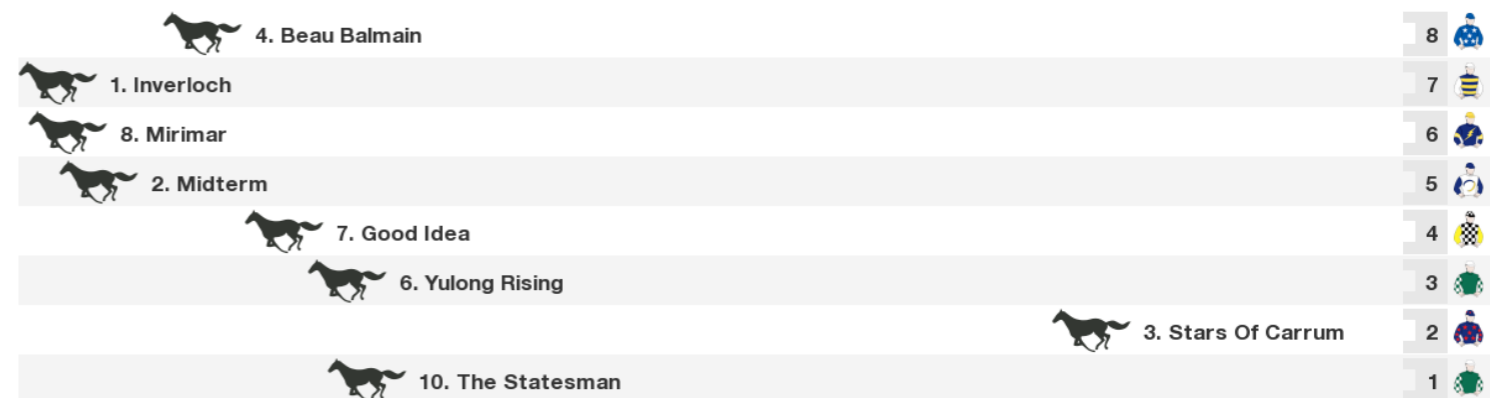 4. Beau Balmain 8
1. Inverloch 7
8. Mirimar 6
2. Midterm 5
7. Good Idea 4
6. Yulong Rising 3
3. Stars Of Carrum 2
10. The Statesman 1